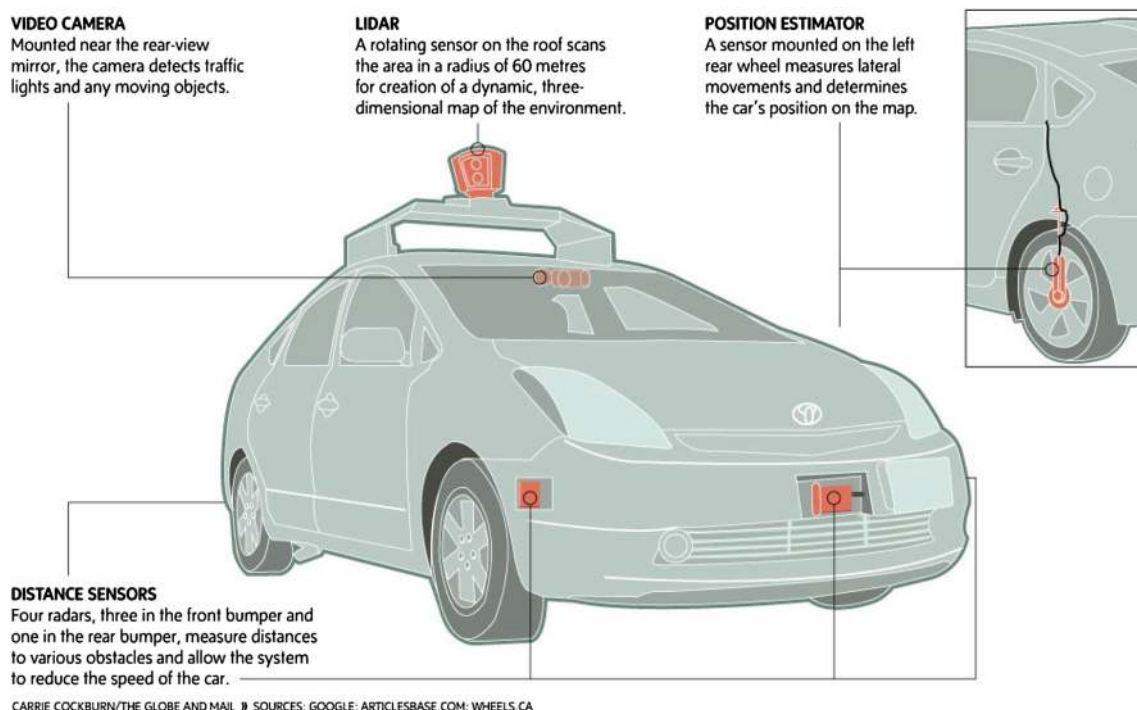 VIDEO CAMERA
Mounted near the rear-view
mirror, the camera detects traffic
lights and any moving objects.
LIDAR
A rotating sensor on the roof scans
the area in a radius of 60 metres
for creation of a dynamic, three-
dimensional map of the environment.
POSITION ESTIMATOR
A sensor mounted on the left
rear wheel measures lateral
movements and determines
the car's position on the map.
DISTANCE SENSORS
Four radars, three in the front bumper and
one in the rear bumper, measure distances
to various obstacles and allow the system
to reduce the speed of the car.
CARRIE COCKBURN/THE GLOBE AND MAIL » SOURCES: GOOGLE; ARTICLESBASE.COM; WHEELS.CA